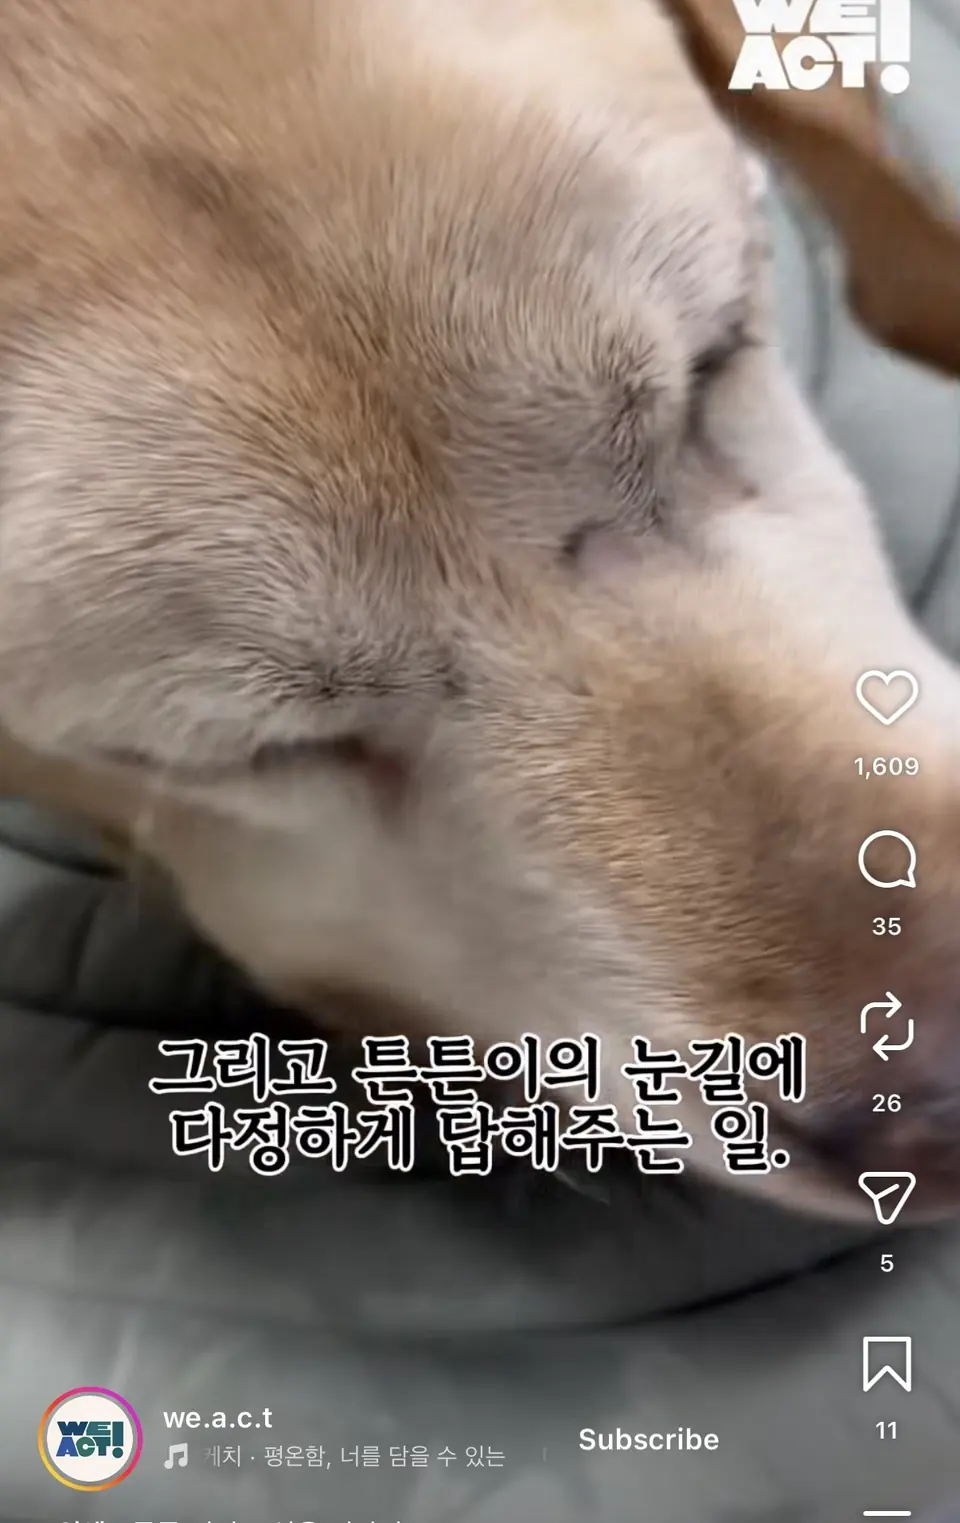 WE
ACT!
그리고 튼튼이의 눈길에
다정하게 답해주는 일.
1,609
35
26
5
11
WE
ACT!
we.a.c.t
케치 · 평온함, 너를 담을 수 있는
Subscribe